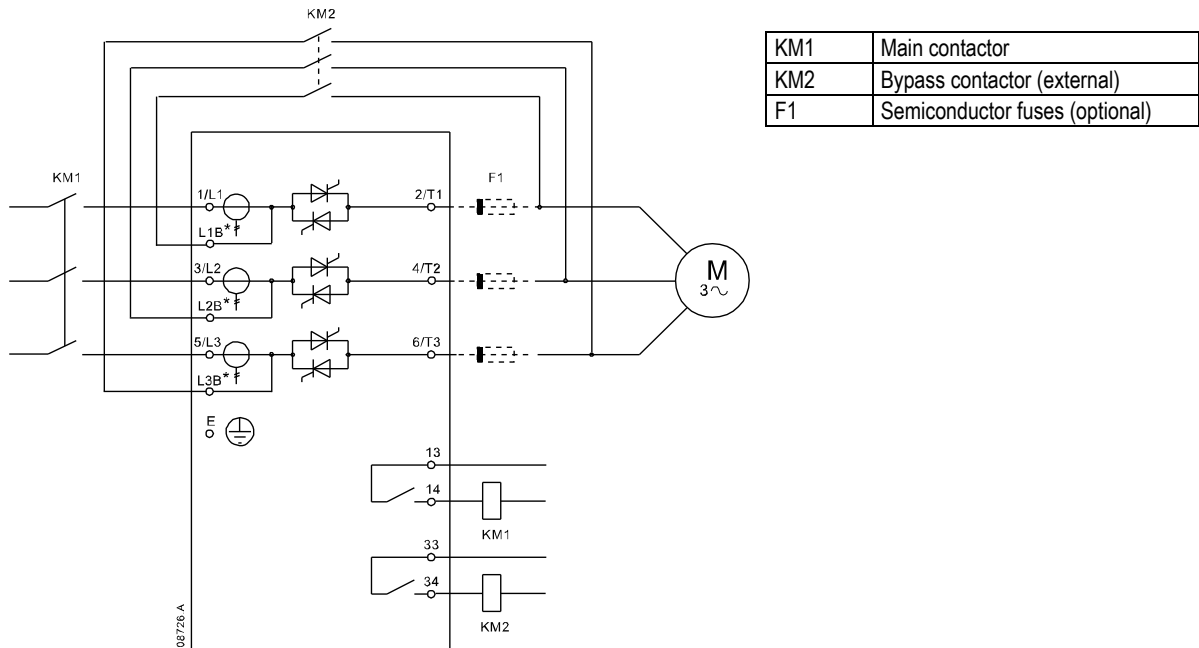 KM2
KM1 Main contactor
KM2 Bypass contactor (external)
F1 Semiconductor fuses (optional)
KM1
1/L1
2/T1
F1
L1B*
3/L2
4/T2
M
3~
L2B*
5/L3
6/T3
L3B*
E
13
14
KM1
33
34
KM2
08726.A